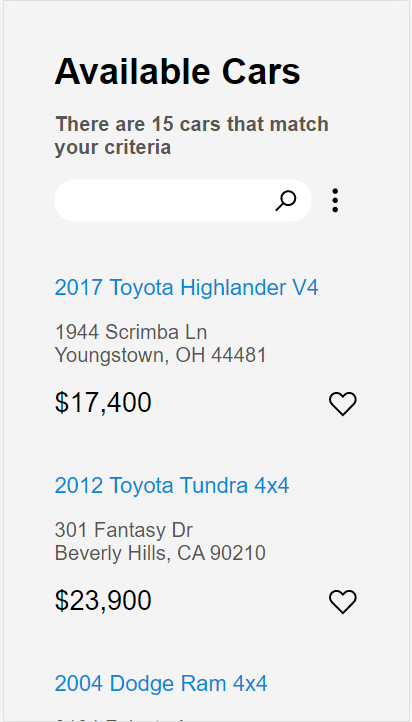 Available Cars
There are 15 cars that match
your criteria
2017 Toyota Highlander V4
1944 Scrimba Ln
Youngstown, OH 44481
$17,400
2012 Toyota Tundra 4x4
301 Fantasy Dr
Beverly Hills, CA 90210
$23,900
2004 Dodge Ram 4x4